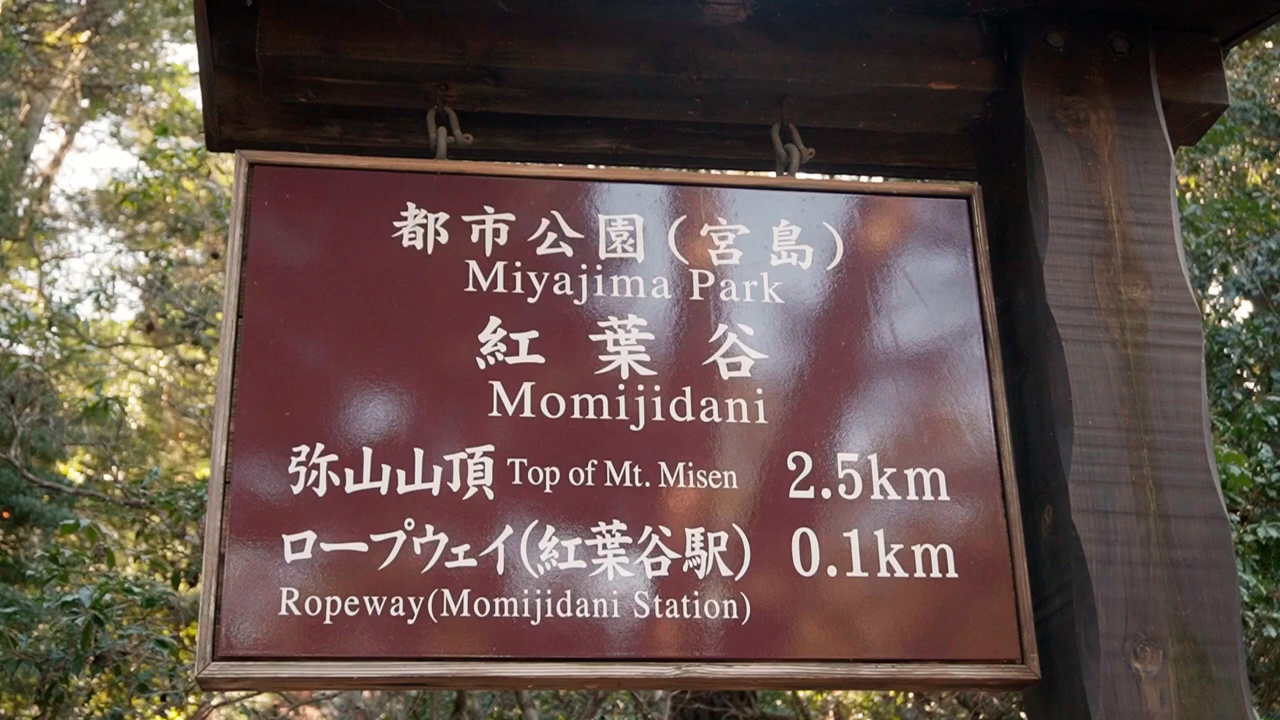 都市公園(宮島)
Miyajima Park
紅葉谷
Momijidani
弥山山頂 Top of Mt. Misen 2.5km
ロープウェイ(紅葉谷駅) 0.1km
Ropeway(Momijidani Station)